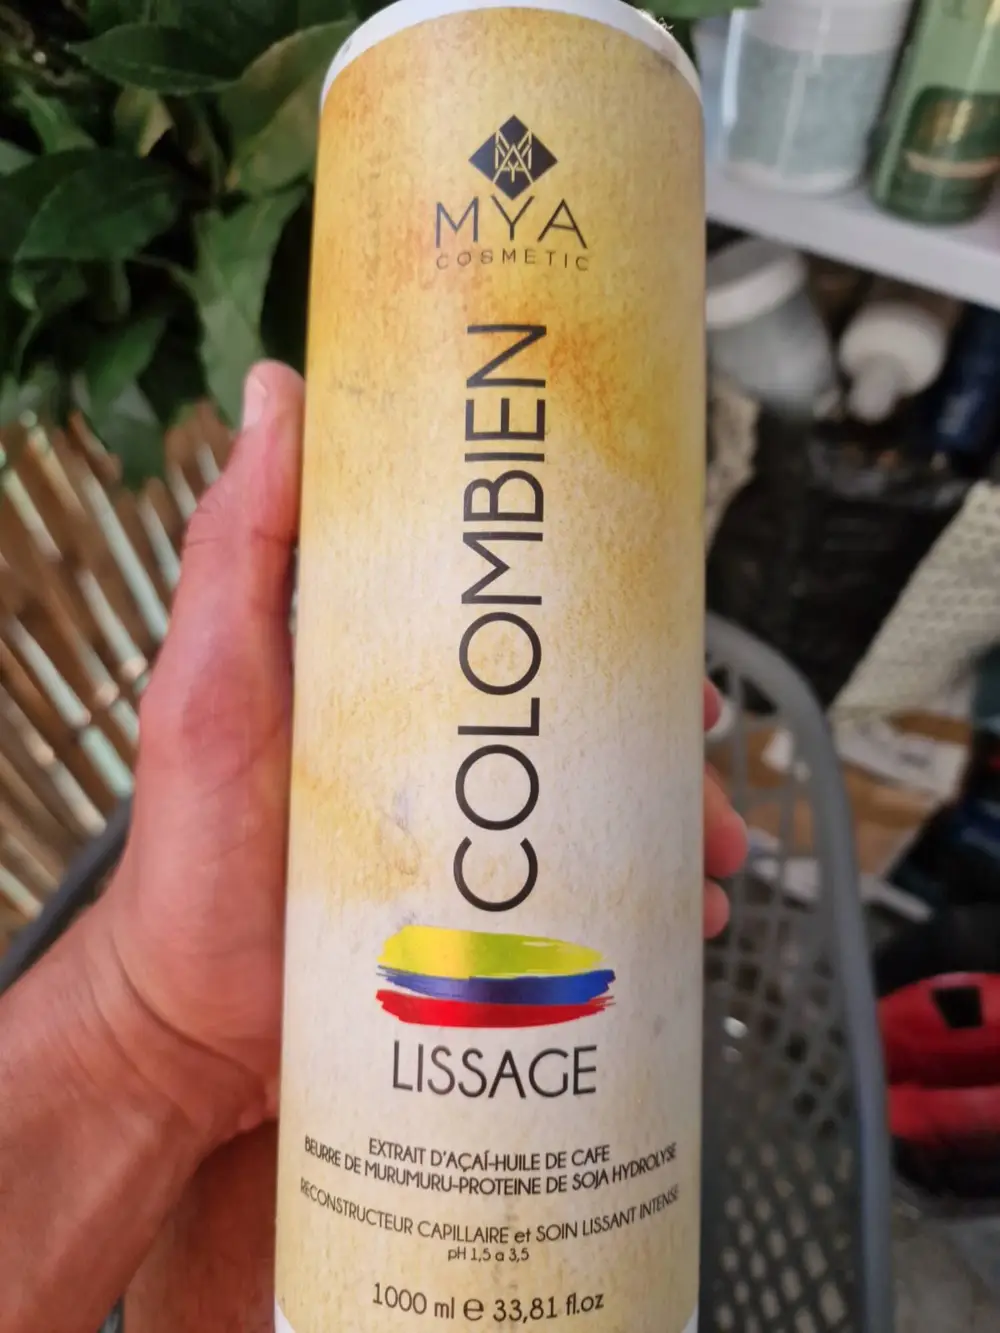 MYA
COSMETIC
COLOMBIEN
LISSAGE
EXTRAIT D'AÇAÍ-HUILE DE CAFE
BEURRE DE MURUMURU-PROTEINE DE SOJA HYDROLYSE
RECONSTRUCTEUR CAPILLAIRE et SOIN LISSANT INTENSE
pH 1,5 a 3,5
1000 ml e 33,81 fl.oz